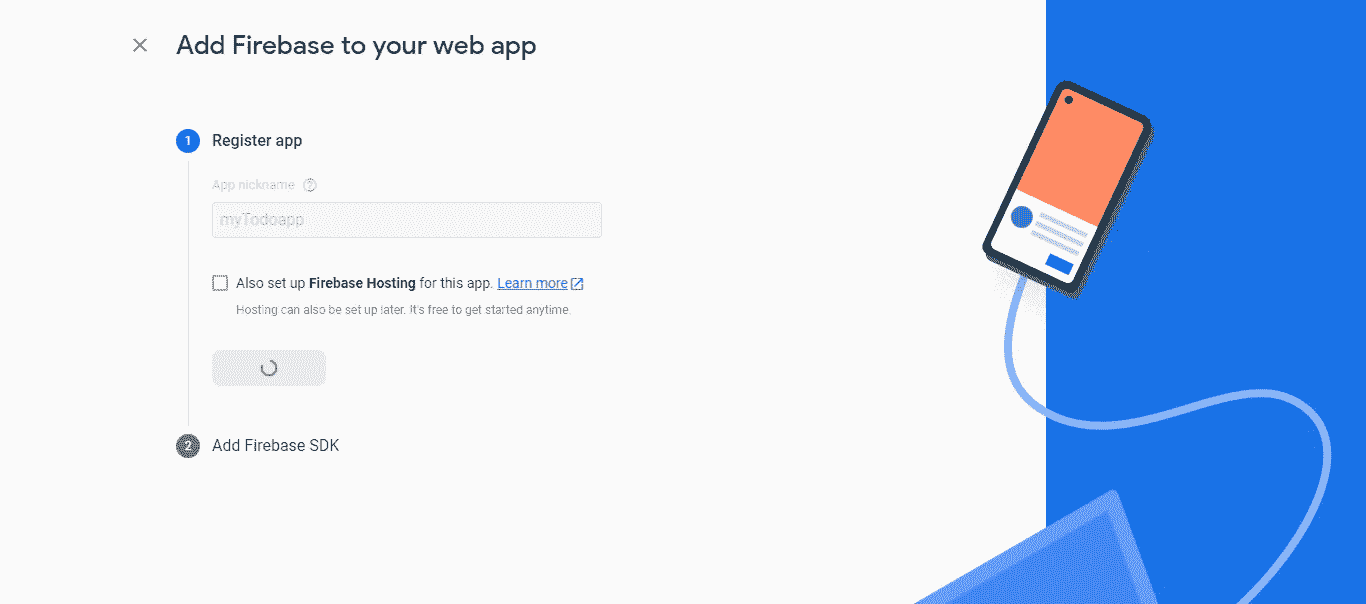 Add Firebase to your web app
1 Register app
App nickname
myTodoapp
Also set up Firebase Hosting for this app. Learn more
Hosting can also be set up later. It's free to get started anytime.
2 Add Firebase SDK